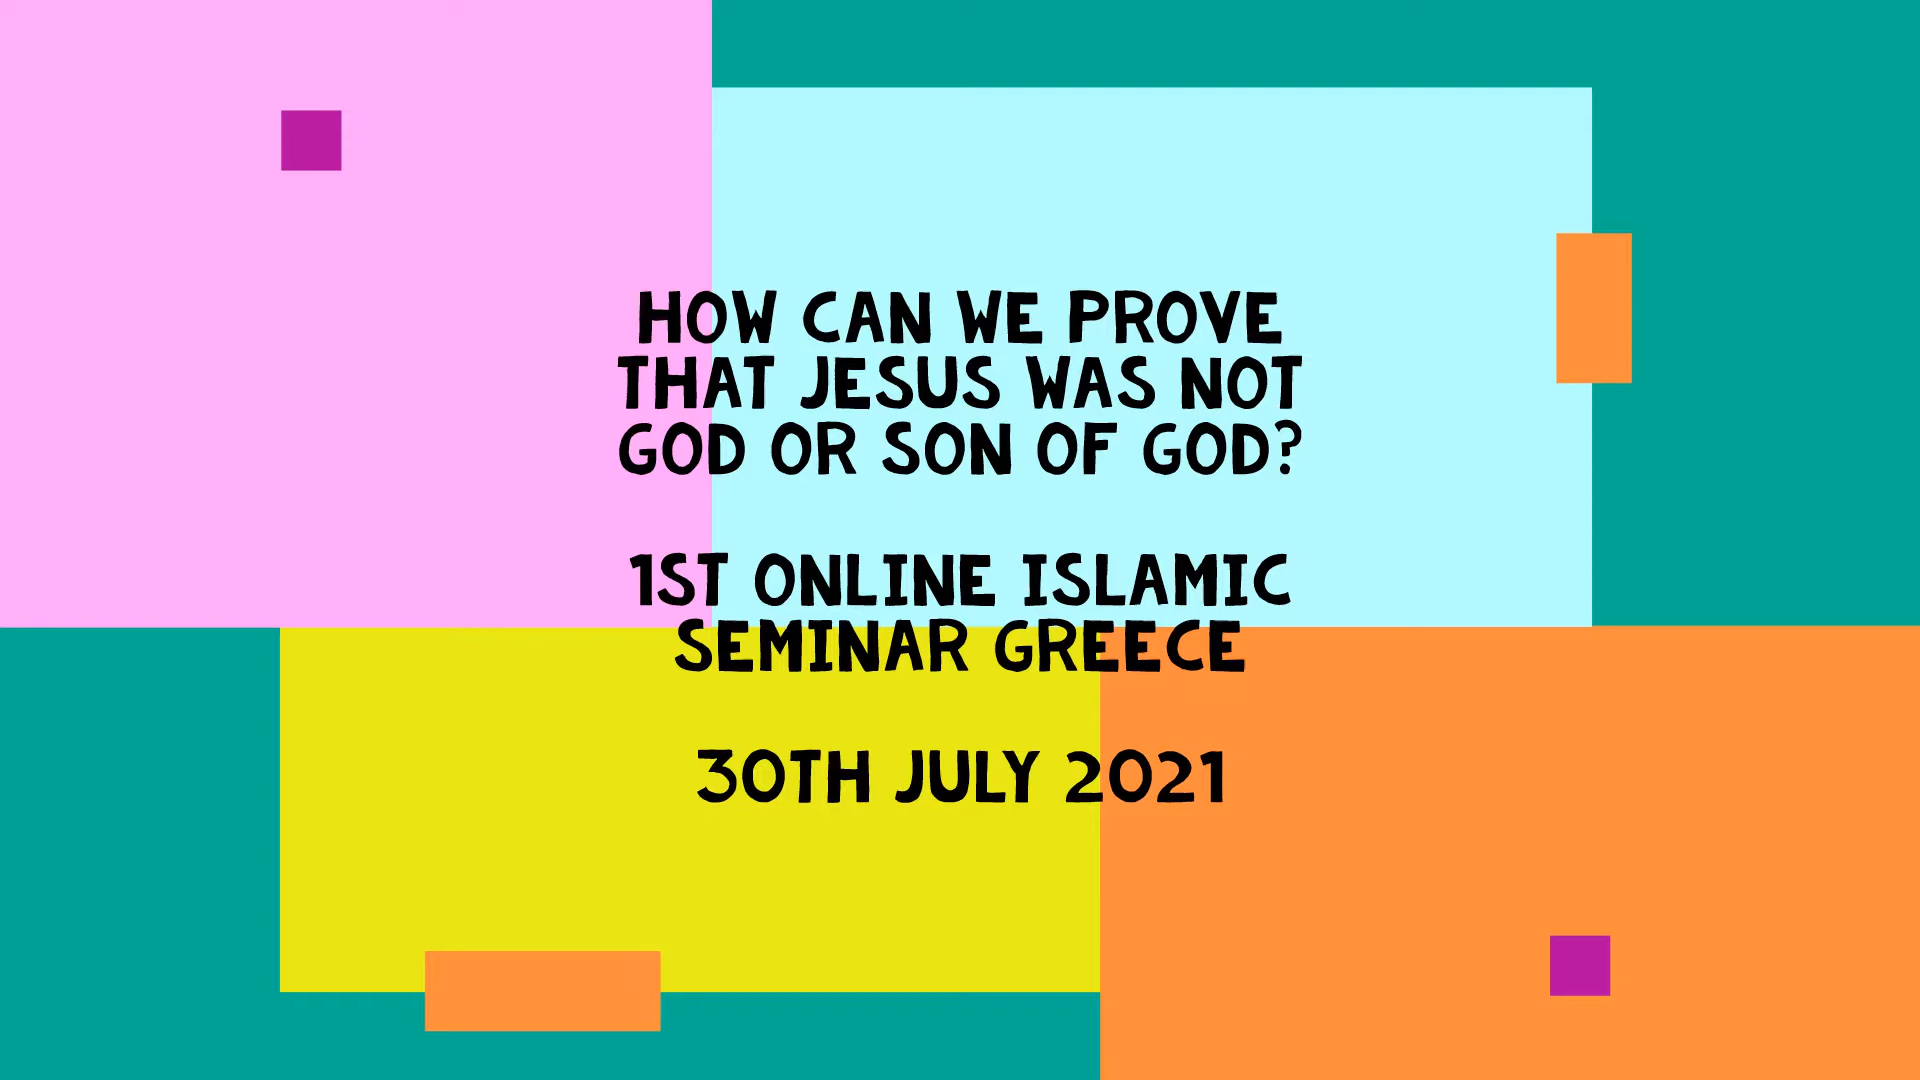 HOW CAN WE PROVE
THAT JESUS WAS NOT
GOD OR SON OF GOD?
1ST ONLINE ISLAMIC
SEMINAR GREECE
30TH JULY 2021